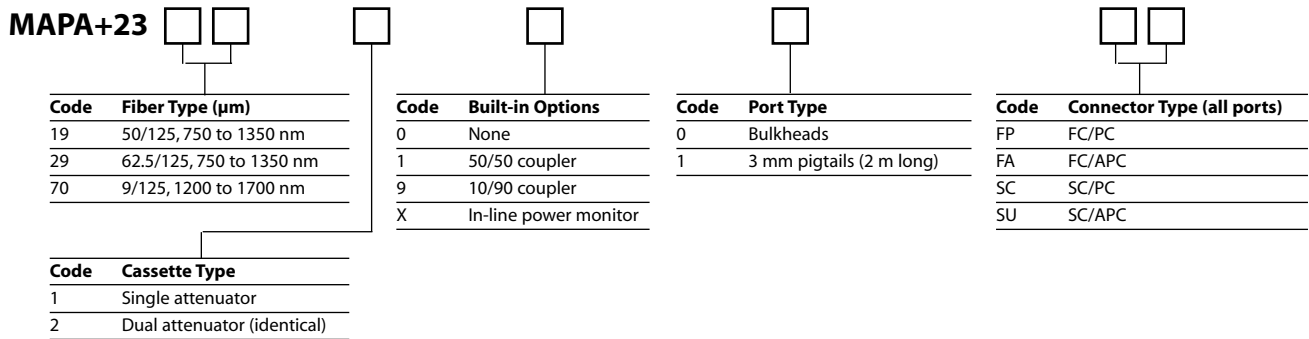 MAPA+23
Code Fiber Type (µm)
19 50/125, 750 to 1350 nm
29 62.5/125, 750 to 1350 nm
70 9/125, 1200 to 1700 nm
Code Cassette Type
1 Single attenuator
2 Dual attenuator (identical)
Code Built-in Options
0 None
1 50/50 coupler
9 10/90 coupler
X In-line power monitor
Code Port Type
0 Bulkheads
1 3 mm pigtails (2 m long)
Code Connector Type (all ports)
FP FC/PC
FA FC/APC
SC SC/PC
SU SC/APC